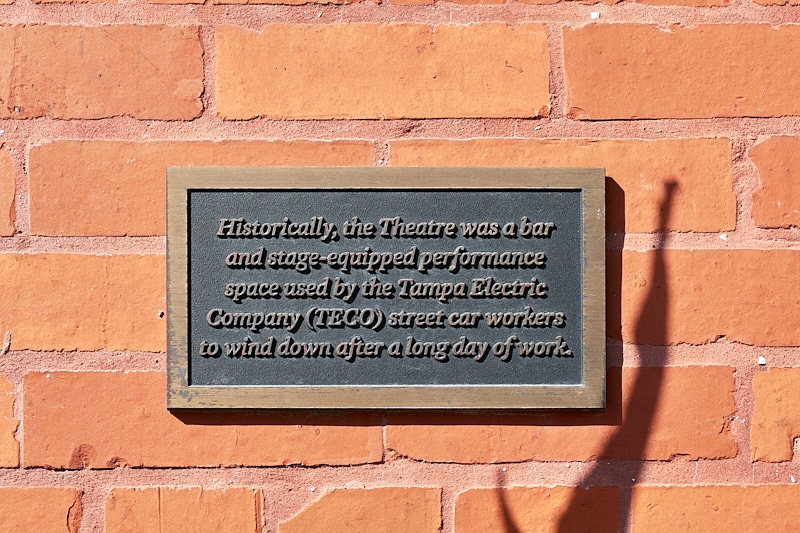 Historically, the Theatre was a bar
and stage-equipped performance
space used by the Tampa Electric
Company (TECO) street car workers
to wind down after a long day of work.